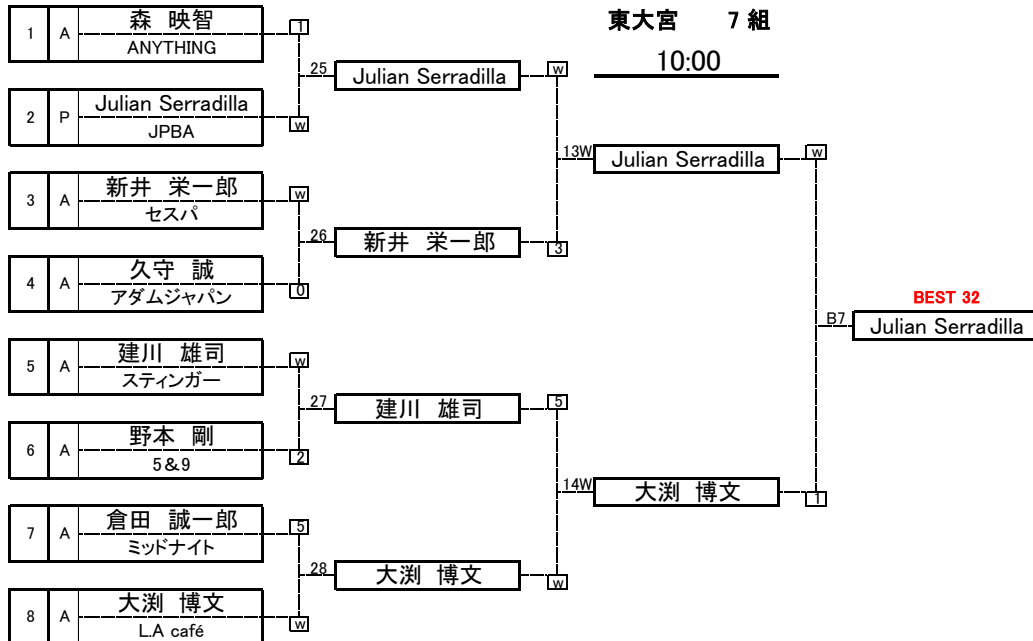 東大宮 7 組
10:00
1 A 森 映智 1
ANYTHING
25 Julian Serradilla w
2 P Julian Serradilla w
JPBA
13W Julian Serradilla w
3 A 新井 栄一郎 w
セスパ
26 新井 栄一郎 3
4 A 久守 誠 0
アダムジャパン
BEST 32
B7 Julian Serradilla
5 A 建川 雄司 w
スティンガー
27 建川 雄司 5
6 A 野本 剛 2
5&9
14W 大渕 博文 1
7 A 倉田 誠一郎 5
ミッドナイト
28 大渕 博文 w
8 A 大渕 博文 w
L.A café